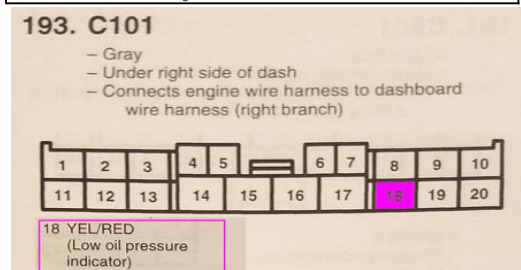 193. C101
– Gray
– Under right side of dash
– Connects engine wire harness to dashboard
wire harness (right branch)
1 2 3 4 5 6 7 8 9 10
11 12 13 14 15 16 17 18 19 20
18 YEL/RED
(Low oil pressure
indicator)